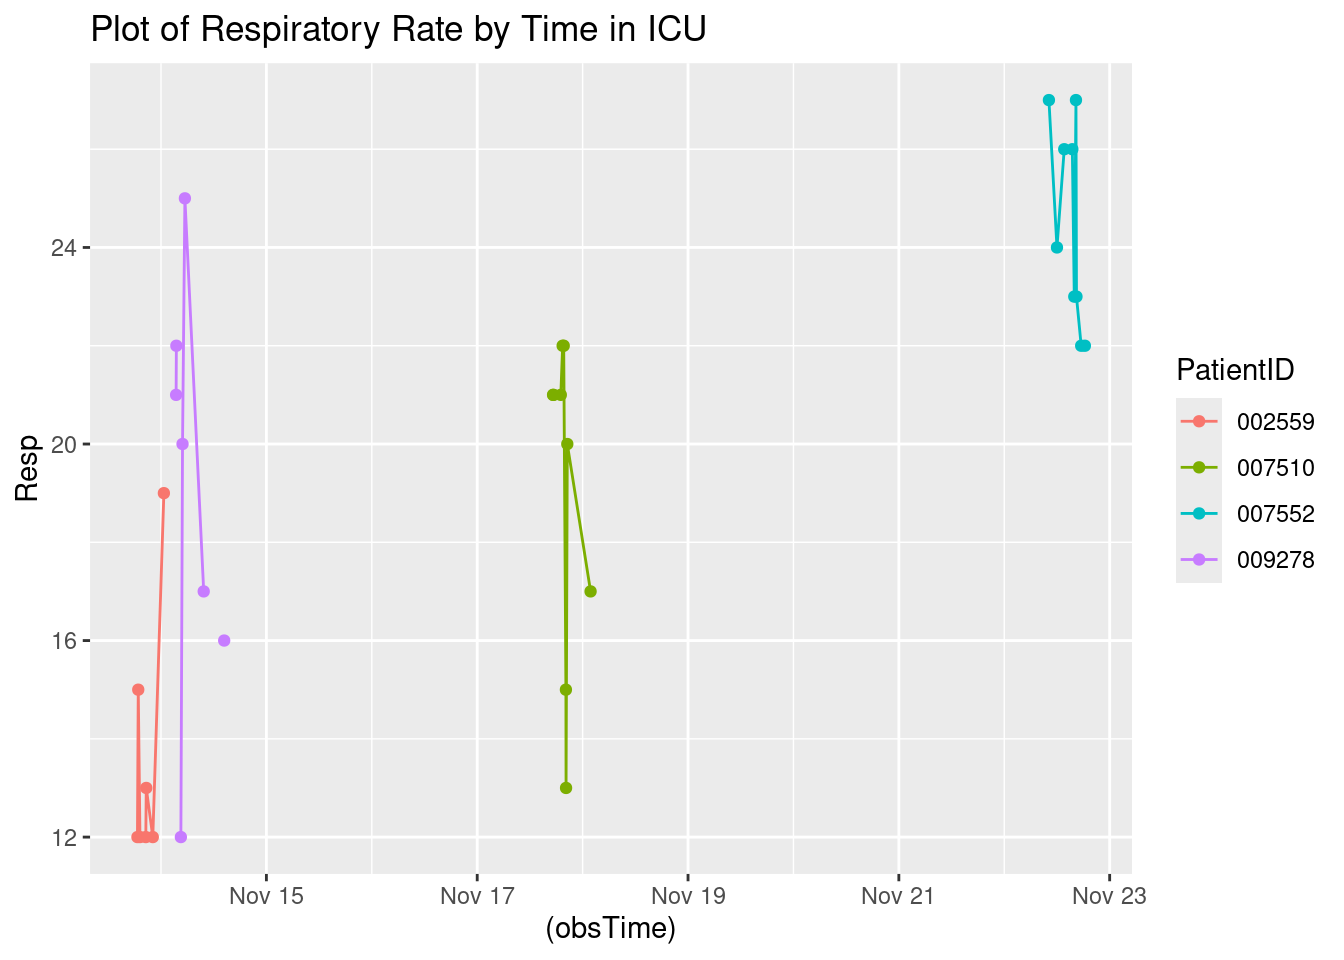 Plot of Respiratory Rate by Time in ICU
Resp
24
20
16
12
Nov 15
Nov 17
Nov 19
Nov 21
Nov 23
(obsTime)
PatientID
002559
007510
007552
009278